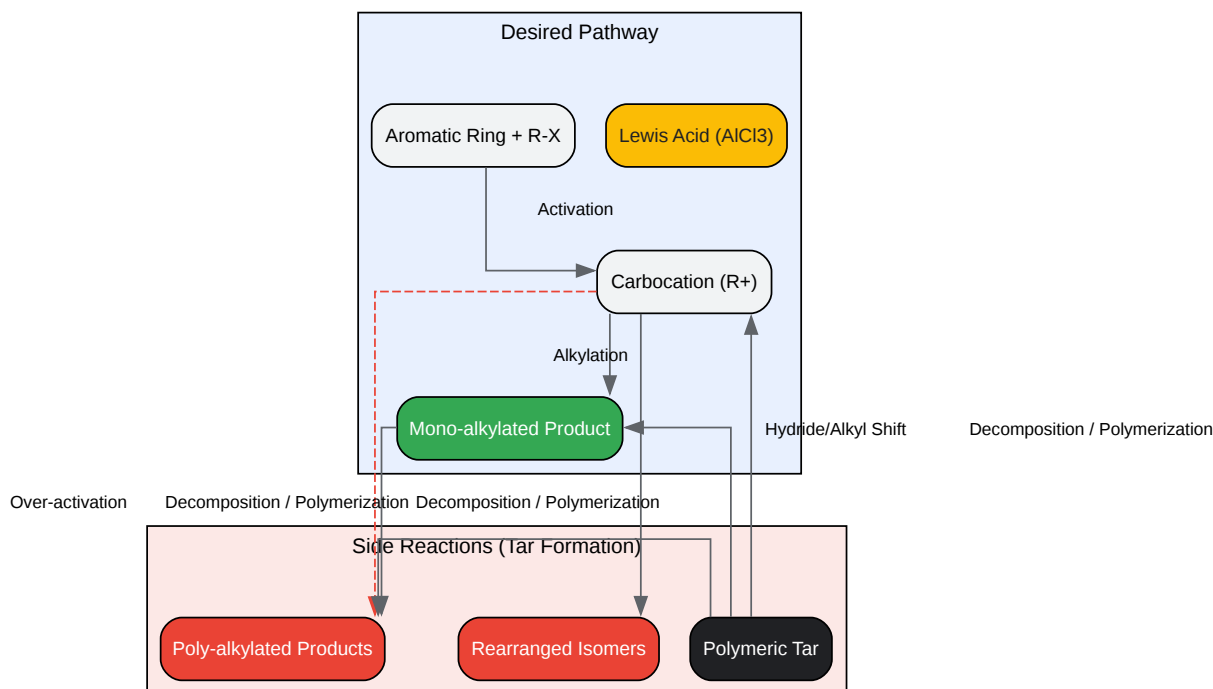 Desired Pathway
Aromatic Ring + R-X
Lewis Acid (AlCl3)
Activation
Carbocation (R+)
Alkylation
Mono-alkylated Product
Hydride/Alkyl Shift
Decomposition / Polymerization
Over-activation
Decomposition / Polymerization
Decomposition / Polymerization
Side Reactions (Tar Formation)
Poly-alkylated Products
Rearranged Isomers
Polymeric Tar